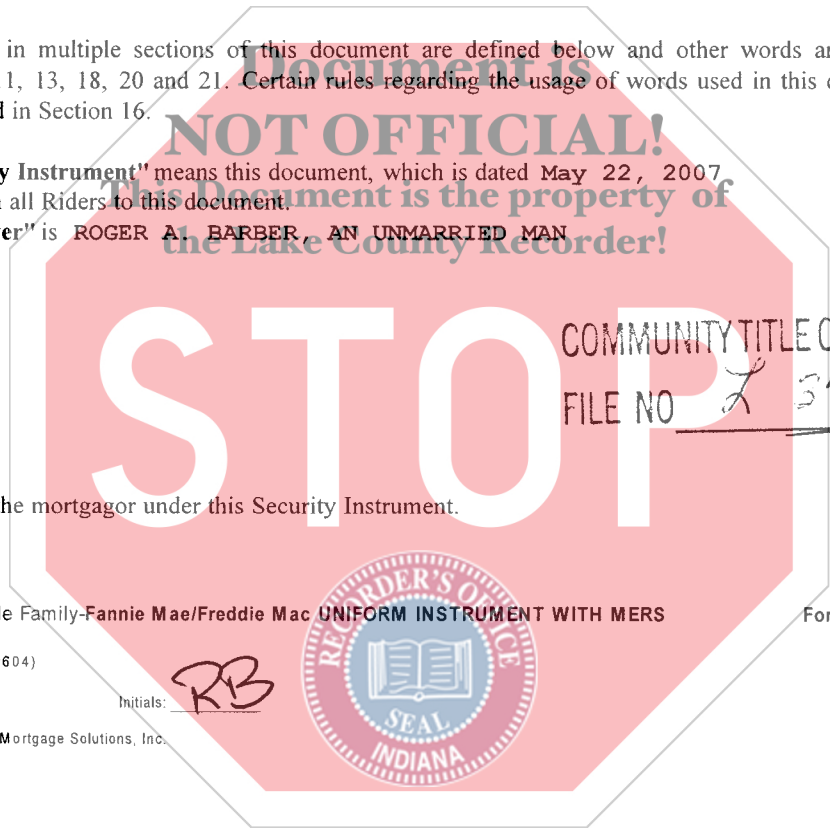 in multiple sections of this document are defined below and other words
1, 13, 18, 20 and 21. Certain rules regarding the usage of words used in this
in Section 16.
Document is
NOT OFFICIAL!
This Document is the property of
the Lake County Recorder!
y Instrument" means this document, which is dated May 22, 2007
all Riders to this document.
er" is ROGER A. BARBER, AN UNMARRIED MAN
STOP
COMMUNITY TITLE C
FILE NO
he mortgagor under this Security Instrument.
le Family-Fannie Mae/Freddie Mac UNIFORM INSTRUMENT WITH MERS For
604)
Initials: RB
Mortgage Solutions, Inc.
RECORDER'S OFFICE
SEAL
INDIANA